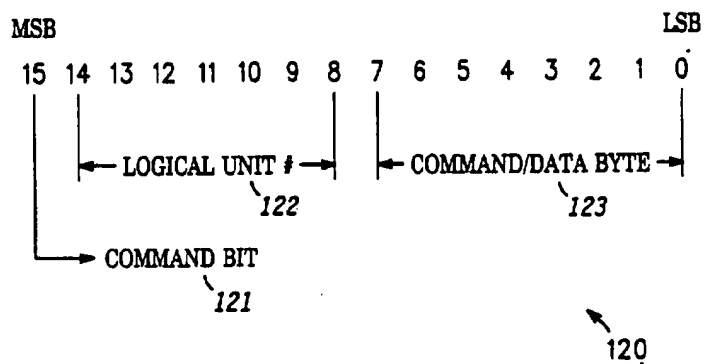 MSB LSB
15 14 13 12 11 10 9 8 7 6 5 4 3 2 1 0
LOGICAL UNIT # COMMAND/DATA BYTE
122 123
COMMAND BIT
121
120